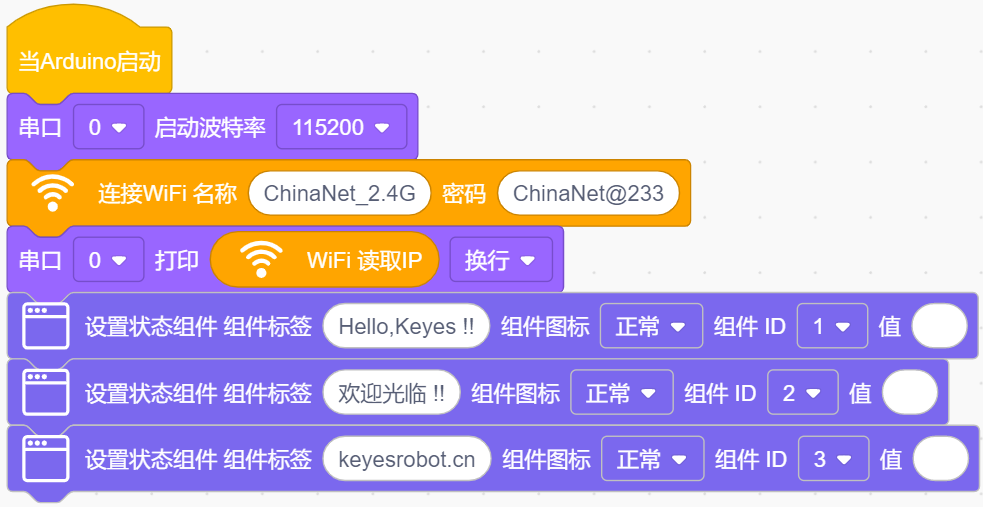 当Arduino启动
串口 0 启动波特率 115200
连接WiFi 名称 ChinaNet_2.4G 密码 ChinaNet@233
串口 0 打印 WiFi 读取IP 换行
设置状态组件 组件标签 Hello,Keyes !! 组件图标 正常 组件 ID 1 值
设置状态组件 组件标签 欢迎光临 !! 组件图标 正常 组件 ID 2 值
设置状态组件 组件标签 keyesrobot.cn 组件图标 正常 组件 ID 3 值